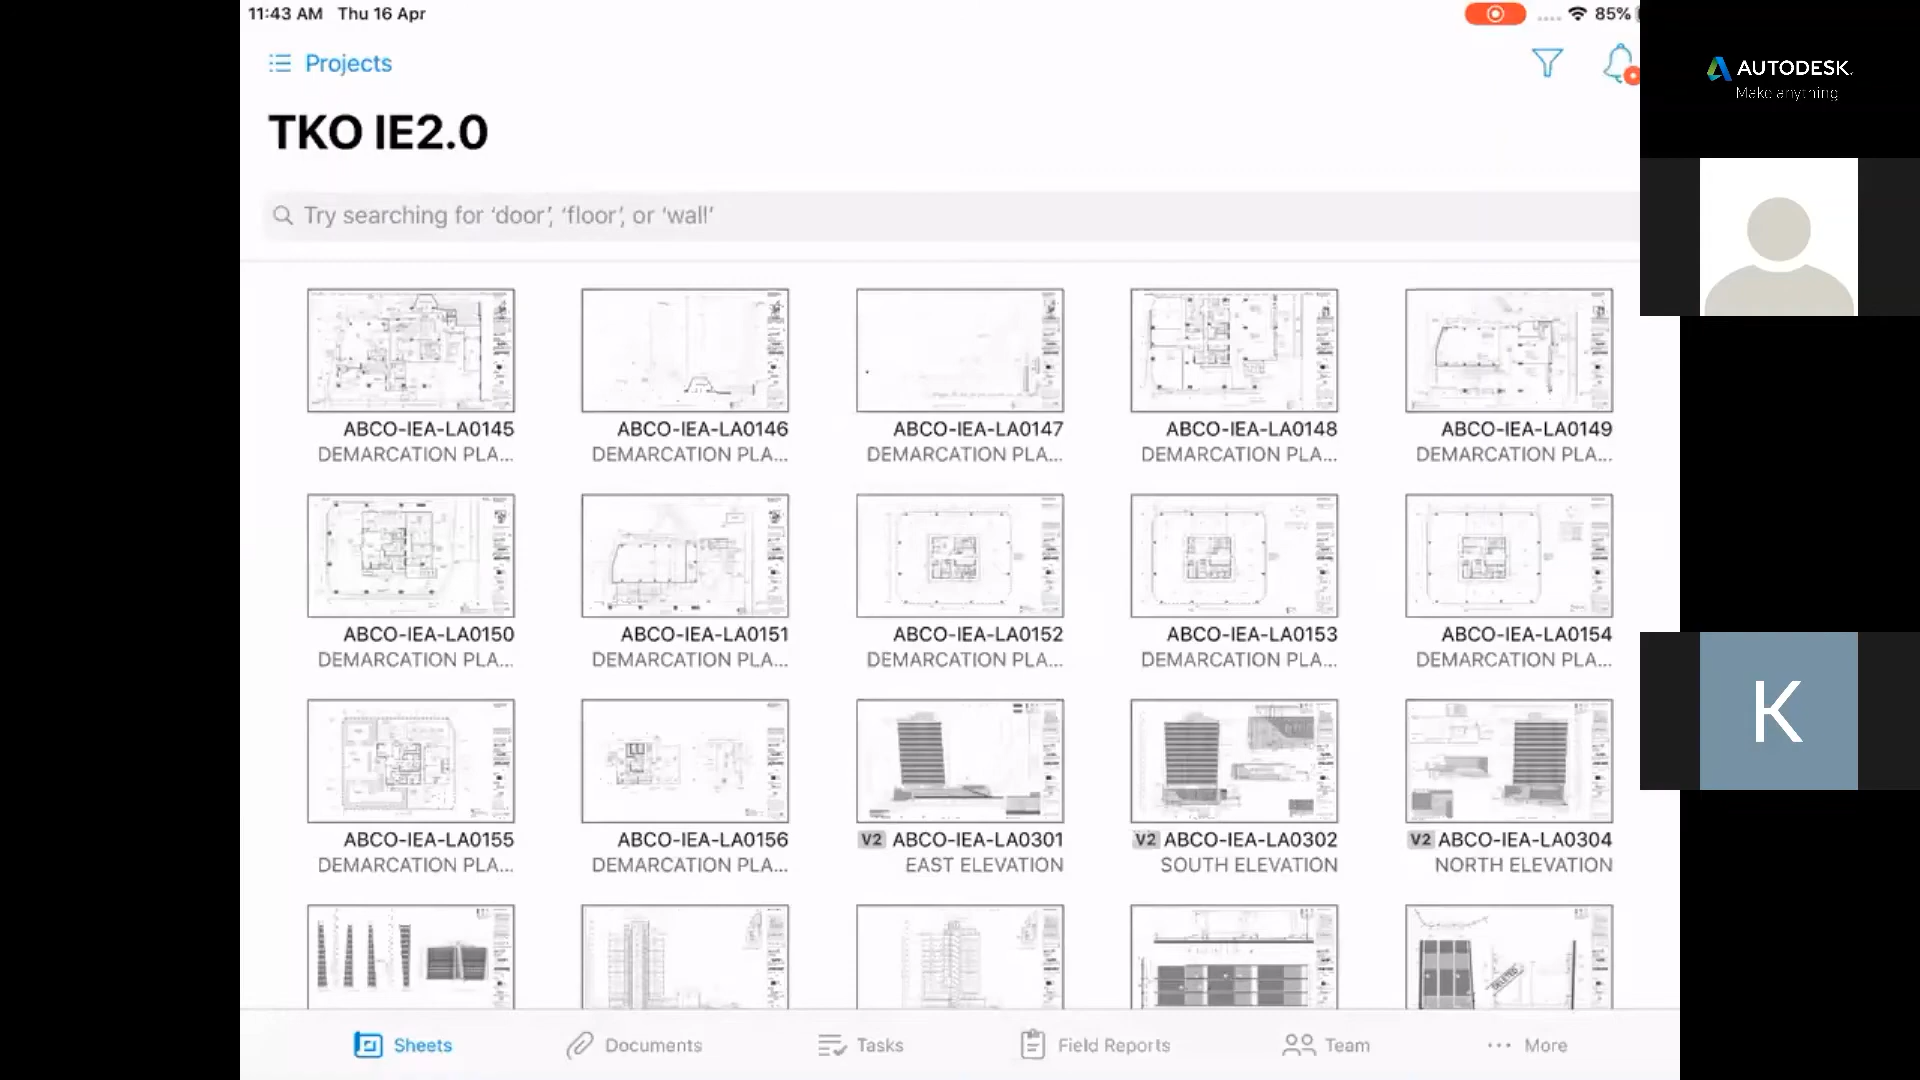 11:43 AM Thu 16 Apr
85%
Projects
TKO IE2.0
Try searching for ‘door’, ‘floor’, or ‘wall’
AUTODESK.
Make anything
ABCO-IEA-LA0145
DEMARCATION PLA...
ABCO-IEA-LA0146
DEMARCATION PLA...
ABCO-IEA-LA0147
DEMARCATION PLA...
ABCO-IEA-LA0148
DEMARCATION PLA...
ABCO-IEA-LA0149
DEMARCATION PLA...
ABCO-IEA-LA0150
DEMARCATION PLA...
ABCO-IEA-LA0151
DEMARCATION PLA...
ABCO-IEA-LA0152
DEMARCATION PLA...
ABCO-IEA-LA0153
DEMARCATION PLA...
ABCO-IEA-LA0154
DEMARCATION PLA...
ABCO-IEA-LA0155
DEMARCATION PLA...
ABCO-IEA-LA0156
DEMARCATION PLA...
V2 ABCO-IEA-LA0301
EAST ELEVATION
V2 ABCO-IEA-LA0302
SOUTH ELEVATION
V2 ABCO-IEA-LA0304
NORTH ELEVATION
K
DELETED
Sheets
Documents
Tasks
Field Reports
Team
More